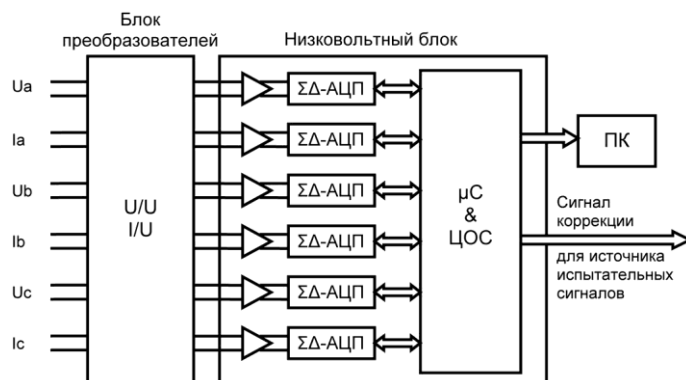 Блок
преобразователей
Низковольтный блок
Ua
Ia
Ub
Ib
Uc
Ic
U/U
I/U
ΣΔ-АЦП
ΣΔ-АЦП
ΣΔ-АЦП
ΣΔ-АЦП
ΣΔ-АЦП
ΣΔ-АЦП
µC
&
ЦОС
ПК
Сигнал
коррекции
для источника
испытательных
сигналов